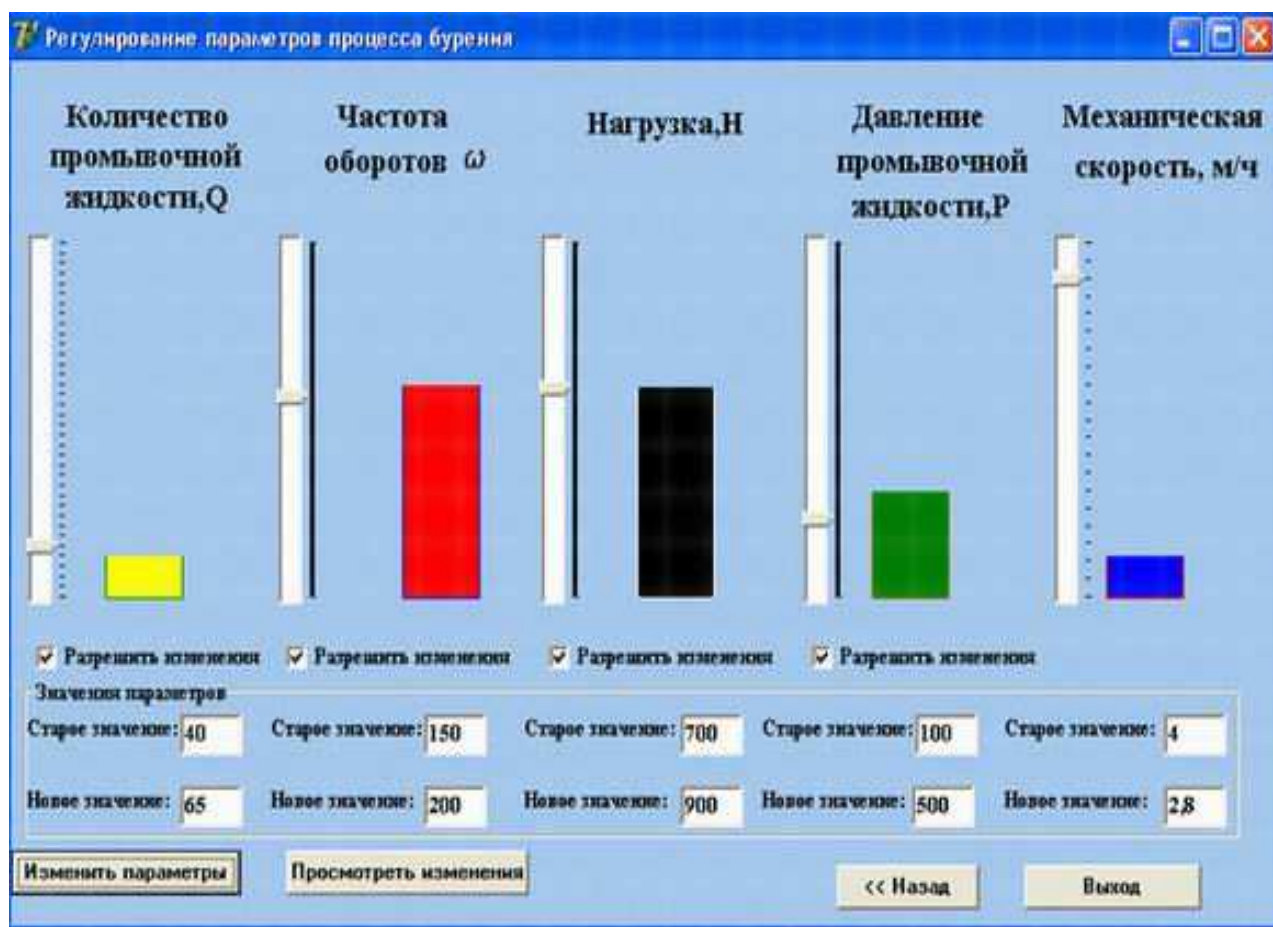 Регулирование параметров процесса бурения
Количество
промывочной
жидкости,Q
Частота
оборотов ω
Нагрузка,Н
Давление
промывочной
жидкости,Р
Механическая
скорость, м/ч
Разрешить изменения
Разрешить изменения
Разрешить изменения
Разрешить изменения
Значения параметров
Старое значение: 40
Старое значение: 150
Старое значение: 700
Старое значение: 100
Старое значение: 4
Новое значение: 65
Новое значение: 200
Новое значение: 900
Новое значение: 500
Новое значение: 2,8
Изменить параметры
Просмотреть изменения
<< Назад
Выход